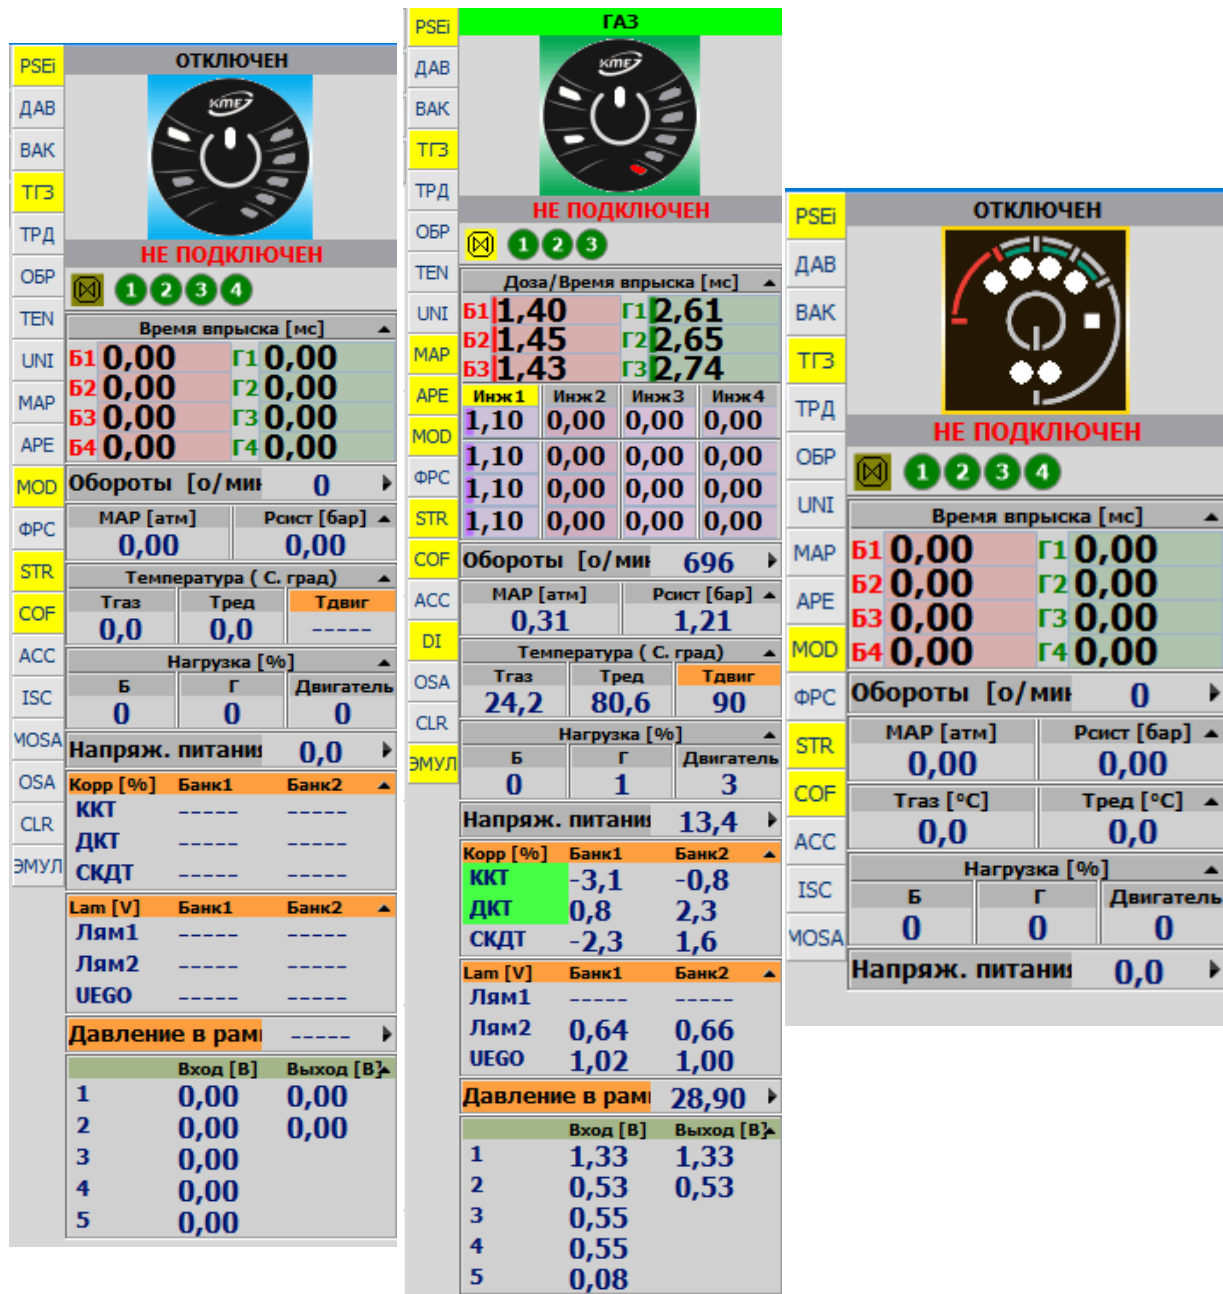 ОТКЛЮЧЕН
PSEi
ДАВ
ВАК
ТГЗ
ТРД
ОБР
TEN
UNI
MAP
APE
MOD
ФРС
STR
COF
ACC
ISC
MOSA
OSA
CLR
ЭМУЛ
KME
НЕ ПОДКЛЮЧЕН
1 2 3 4
Время впрыска [мс]
Б1 0,00 Г1 0,00
Б2 0,00 Г2 0,00
Б3 0,00 Г3 0,00
Б4 0,00 Г4 0,00
Обороты [о/мин 0
MAP [атм] Рсист [бар]
0,00 0,00
Температура ( С. град)
Тгаз Тред Тдвиг
0,0 0,0 -----
Нагрузка [%]
Б Г Двигатель
0 0 0
Напряж. питания 0,0
Корр [%] Банк1 Банк2
ККТ ----- -----
ДКТ ----- -----
СКДТ ----- -----
Lam [V] Банк1 Банк2
Лям1 ----- -----
Лям2 ----- -----
UEGO ----- -----
Давление в рамп -----
Вход [В] Выход [В]
1 0,00 0,00
2 0,00 0,00
3 0,00
4 0,00
5 0,00
ГАЗ
PSEi
ДАВ
ВАК
ТГЗ
ТРД
ОБР
TEN
UNI
MAP
APE
MOD
ФРС
STR
COF
ACC
DI
OSA
CLR
ЭМУЛ
KME
НЕ ПОДКЛЮЧЕН
1 2 3
Доза/Время впрыска [мс]
Б1 1,40 Г1 2,61
Б2 1,45 Г2 2,65
Б3 1,43 Г3 2,74
Инж1 Инж2 Инж3 Инж4
1,10 0,00 0,00 0,00
1,10 0,00 0,00 0,00
1,10 0,00 0,00 0,00
1,10 0,00 0,00 0,00
Обороты [о/мин 696
MAP [атм] Рсист [бар]
0,31 1,21
Температура ( С. град)
Тгаз Тред Тдвиг
24,2 80,6 90
Нагрузка [%]
Б Г Двигатель
0 1 3
Напряж. питания 13,4
Корр [%] Банк1 Банк2
ККТ -3,1 -0,8
ДКТ 0,8 2,3
СКДТ -2,3 1,6
Lam [V] Банк1 Банк2
Лям1 ----- -----
Лям2 0,64 0,66
UEGO 1,02 1,00
Давление в рамп 28,90
Вход [В] Выход [В]
1 1,33 1,33
2 0,53 0,53
3 0,55
4 0,55
5 0,08
ОТКЛЮЧЕН
PSEi
ДАВ
ВАК
ТГЗ
ТРД
ОБР
UNI
MAP
APE
MOD
ФРС
STR
COF
ACC
ISC
MOSA
НЕ ПОДКЛЮЧЕН
1 2 3 4
Время впрыска [мс]
Б1 0,00 Г1 0,00
Б2 0,00 Г2 0,00
Б3 0,00 Г3 0,00
Б4 0,00 Г4 0,00
Обороты [о/мин 0
MAP [атм] Рсист [бар]
0,00 0,00
Тгаз [°C] Тред [°C]
0,0 0,0
Нагрузка [%]
Б Г Двигатель
0 0 0
Напряж. питания 0,0